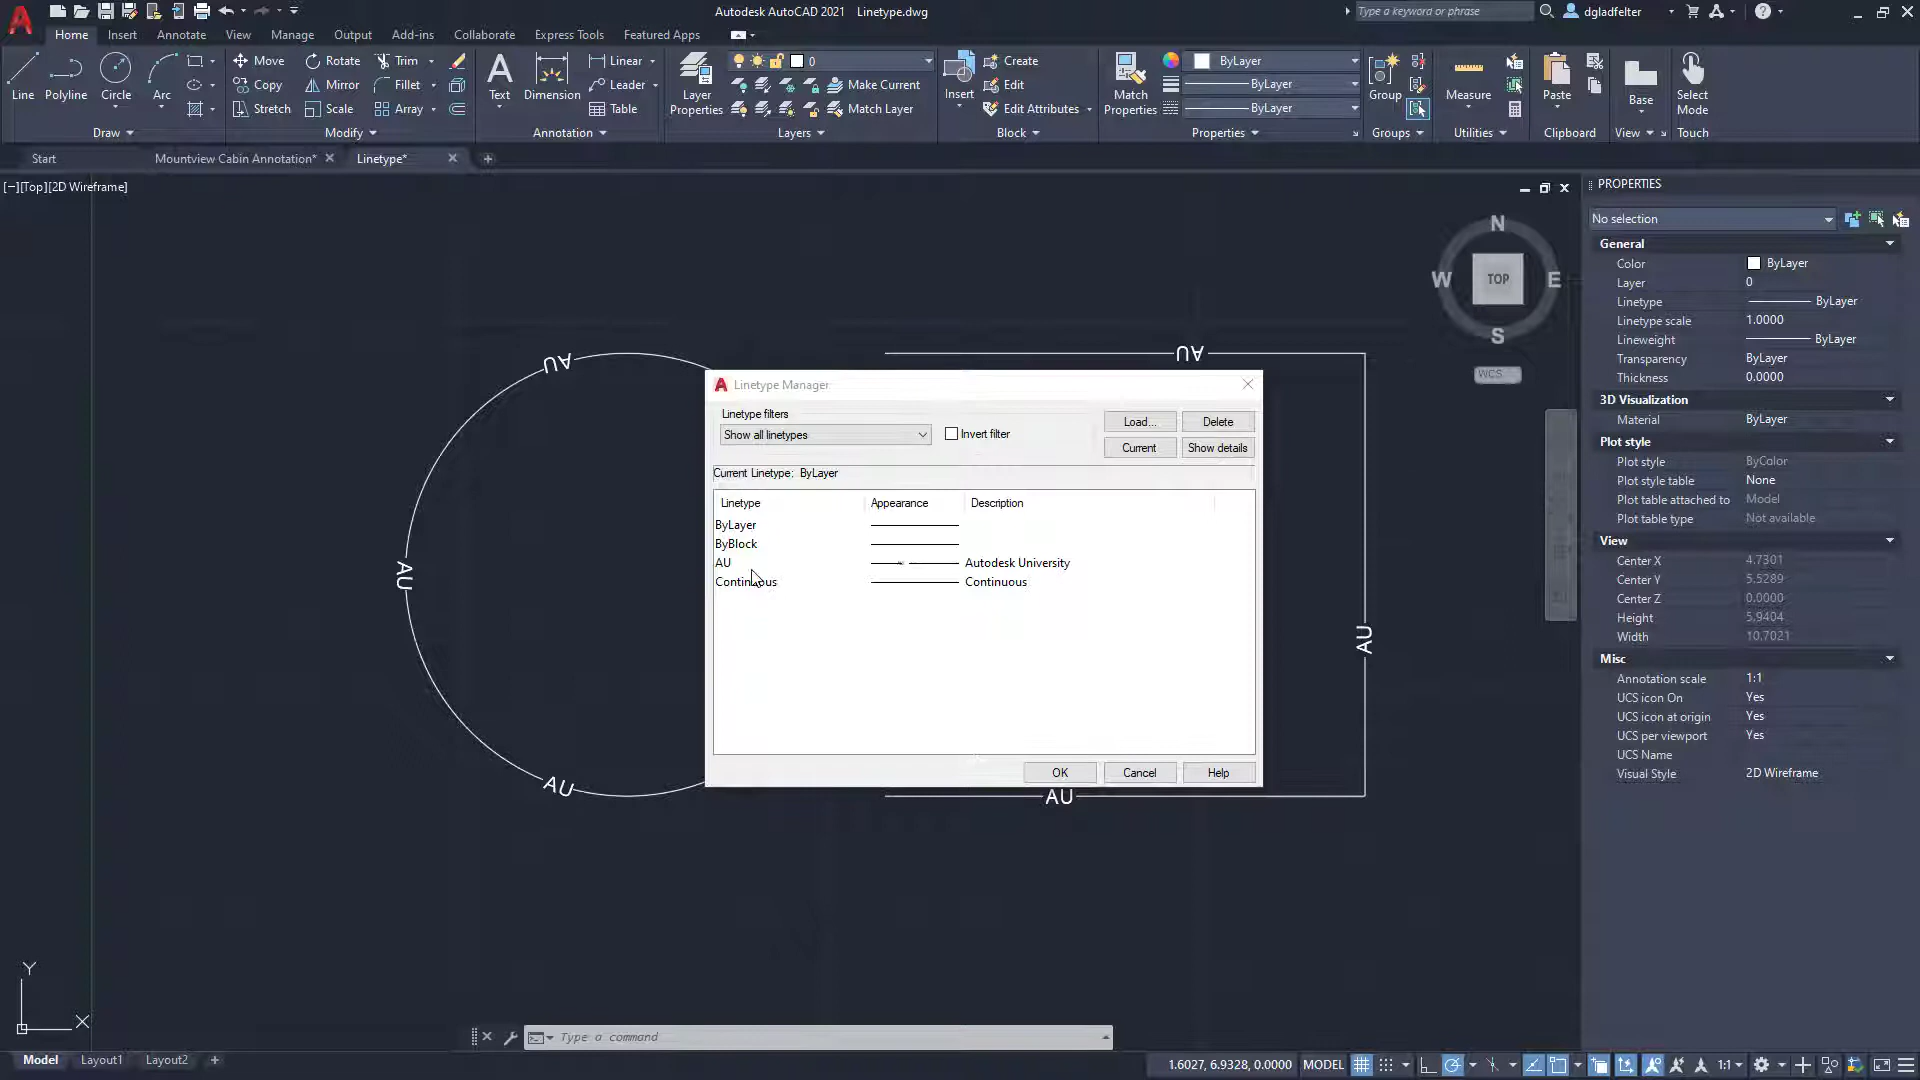 Autodesk AutoCAD 2021 Linetype.dwg
Type a keyword or phrase
dgladfelter
Home Insert Annotate View Manage Output Add-ins Collaborate Express Tools Featured Apps
Line
Polyline
Circle
Arc
Draw
Move
Rotate
Trim
Copy
Mirror
Fillet
Stretch
Scale
Array
Modify
A
Text
Dimension
Linear
Leader
Table
Annotation
Layer
Properties
0
Make Current
Match Layer
Layers
Insert
Create
Edit
Edit Attributes
Block
Match
Properties
ByLayer
ByLayer
ByLayer
Properties
Group
Groups
Measure
Utilities
Paste
Clipboard
Base
View
Select
Mode
Touch
Start
Mountview Cabin Annotation*
Linetype*
[−][Top][2D Wireframe]
N
W
TOP
E
S
WCS
AU
AU
AU
AU
AU
AU
Linetype Manager
Linetype filters
Show all linetypes
Invert filter
Load...
Delete
Current
Show details
Current Linetype: ByLayer
Linetype Appearance Description
ByLayer
ByBlock
AU Autodesk University
Continuous Continuous
OK
Cancel
Help
PROPERTIES
No selection
General
Color ByLayer
Layer 0
Linetype ByLayer
Linetype scale 1.0000
Lineweight ByLayer
Transparency ByLayer
Thickness 0.0000
3D Visualization
Material ByLayer
Plot style
Plot style ByColor
Plot style table None
Plot table attached to Model
Plot table type Not available
View
Center X 4.7301
Center Y 5.5289
Center Z 0.0000
Height 5.9404
Width 10.7021
Misc
Annotation scale 1:1
UCS icon On Yes
UCS icon at origin Yes
UCS per viewport Yes
UCS Name
Visual Style 2D Wireframe
Y
X
Type a command
Model Layout1 Layout2
1.6027, 6.9328, 0.0000 MODEL
1:1